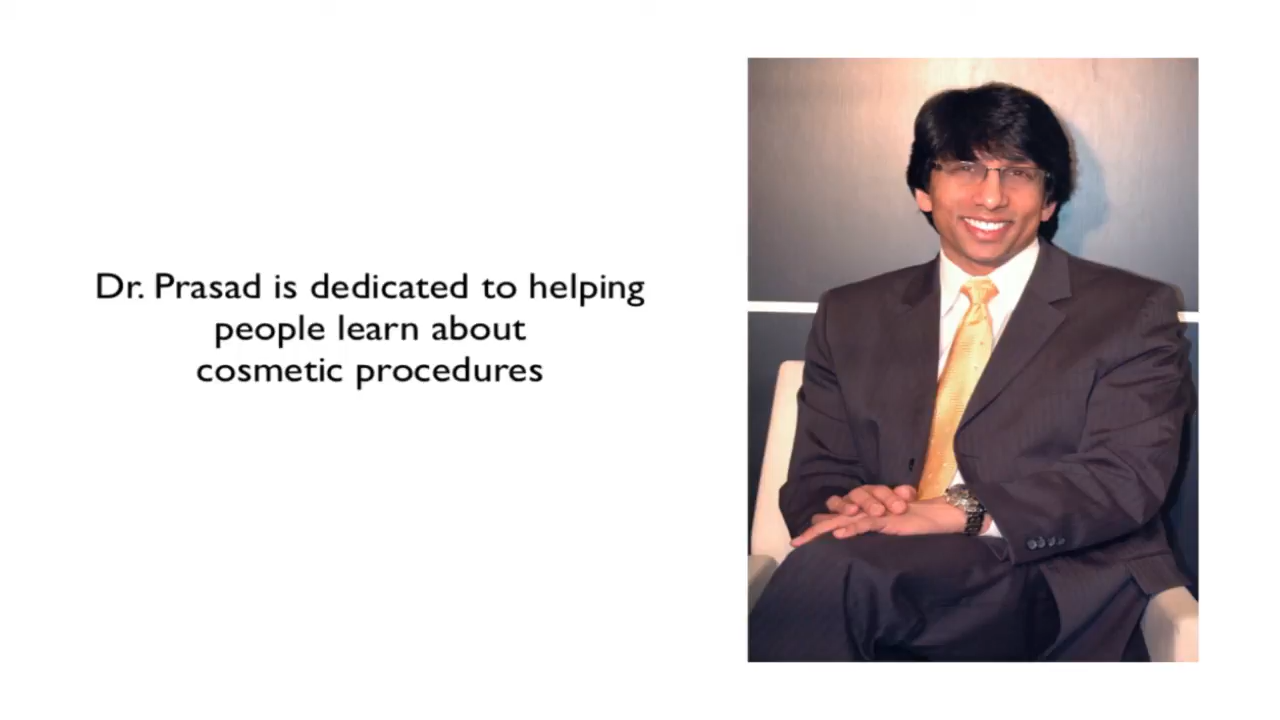 Dr. Prasad is dedicated to helping
people learn about
cosmetic procedures